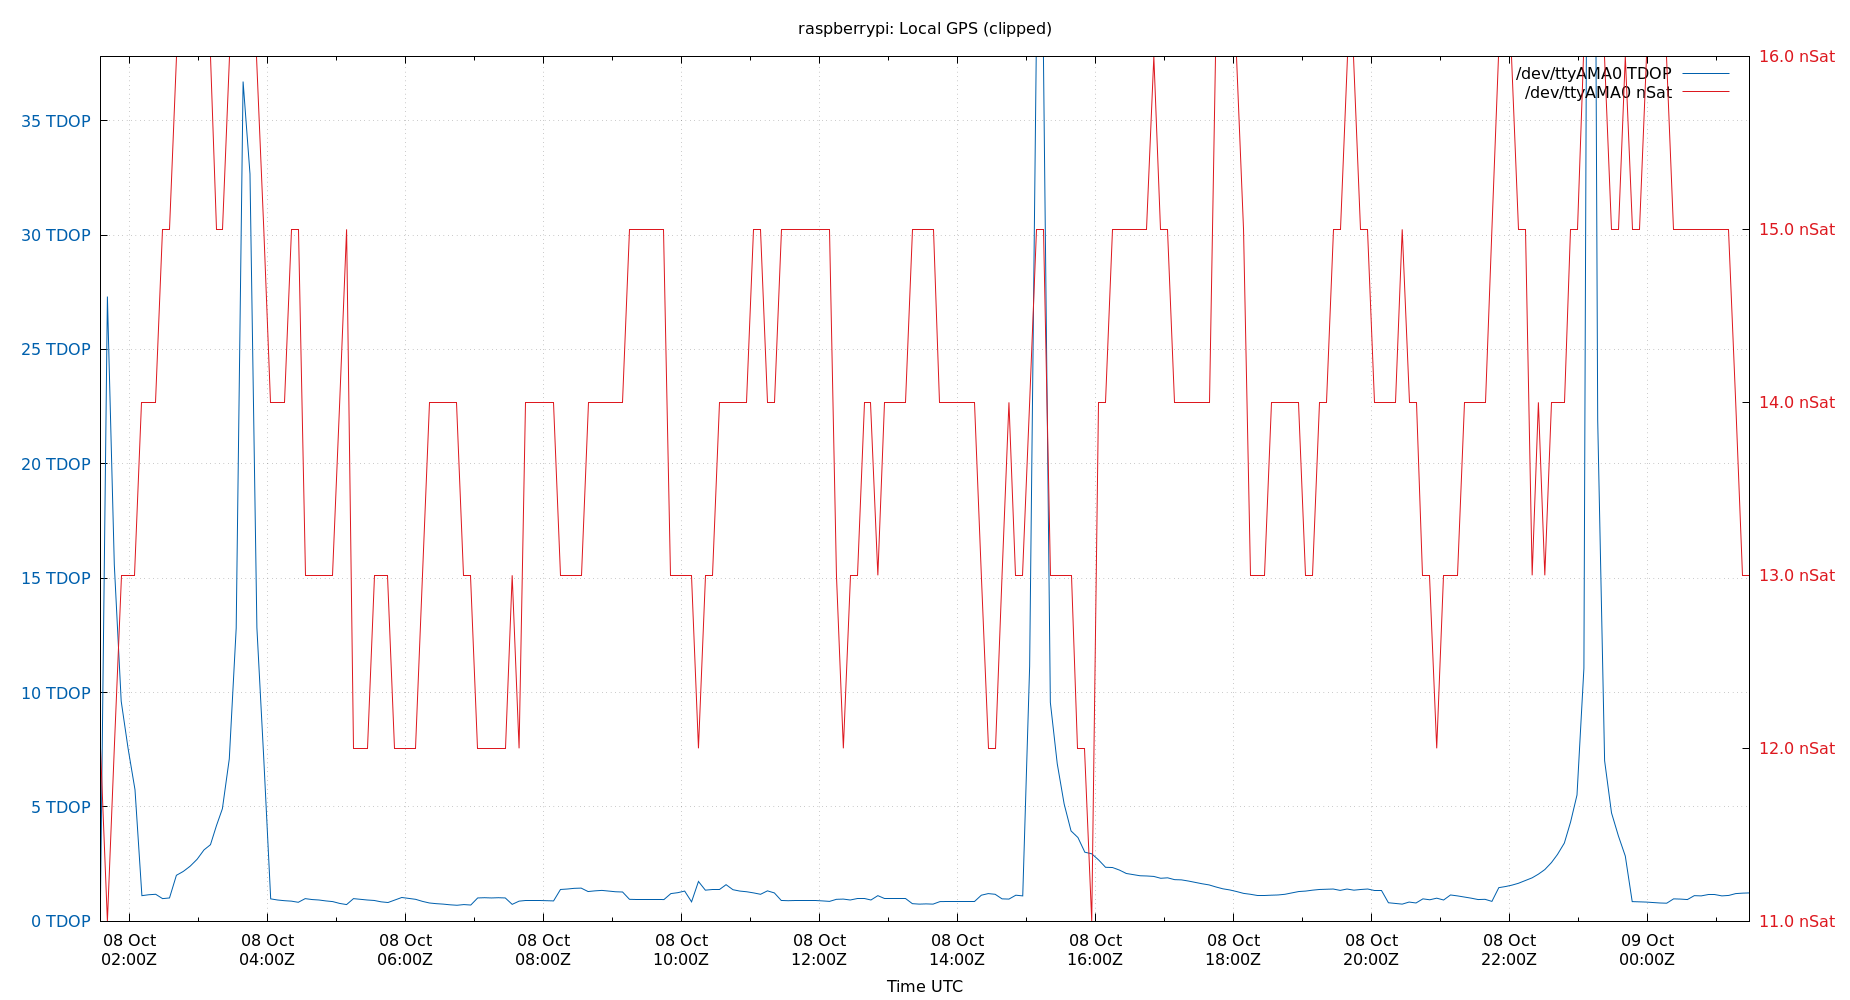 raspberrypi: Local GPS (clipped)
/dev/ttyAMA0 TDOP
/dev/ttyAMA0 nSat
35 TDOP
30 TDOP
25 TDOP
20 TDOP
15 TDOP
10 TDOP
5 TDOP
0 TDOP
16.0 nSat
15.0 nSat
14.0 nSat
13.0 nSat
12.0 nSat
11.0 nSat
08 Oct
02:00Z
08 Oct
04:00Z
08 Oct
06:00Z
08 Oct
08:00Z
08 Oct
10:00Z
08 Oct
12:00Z
08 Oct
14:00Z
08 Oct
16:00Z
08 Oct
18:00Z
08 Oct
20:00Z
08 Oct
22:00Z
09 Oct
00:00Z
Time UTC